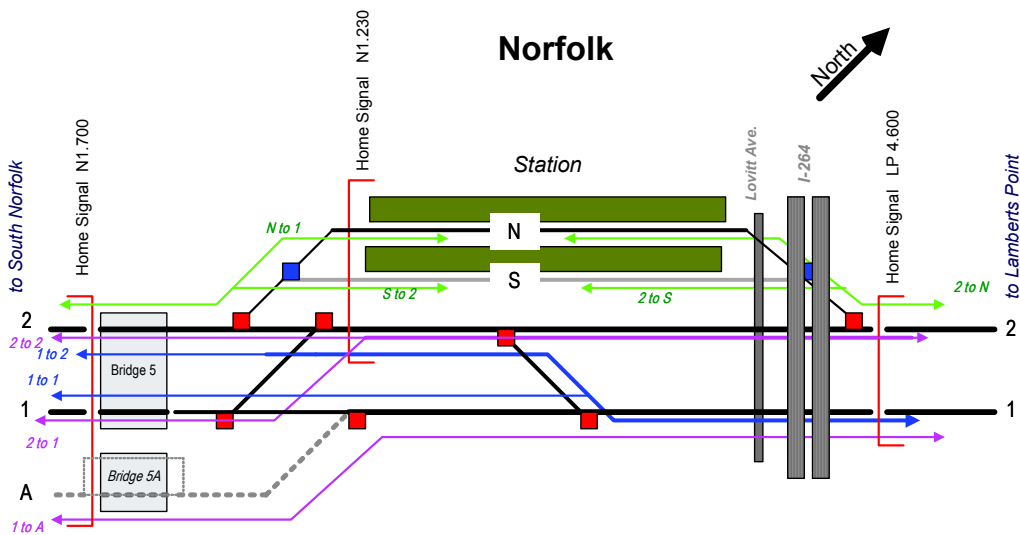 Norfolk
North
Home Signal N1.230
Home Signal N1.700
to South Norfolk
Station
Lovitt Ave.
I-264
Home Signal LP 4.600
to Lamberts Point
N to 1
N
S
S to 2
2 to S
2 to N
2
2
2 to 2
1 to 2
Bridge 5
1 to 1
1
1
2 to 1
Bridge 5A
A
1 to A